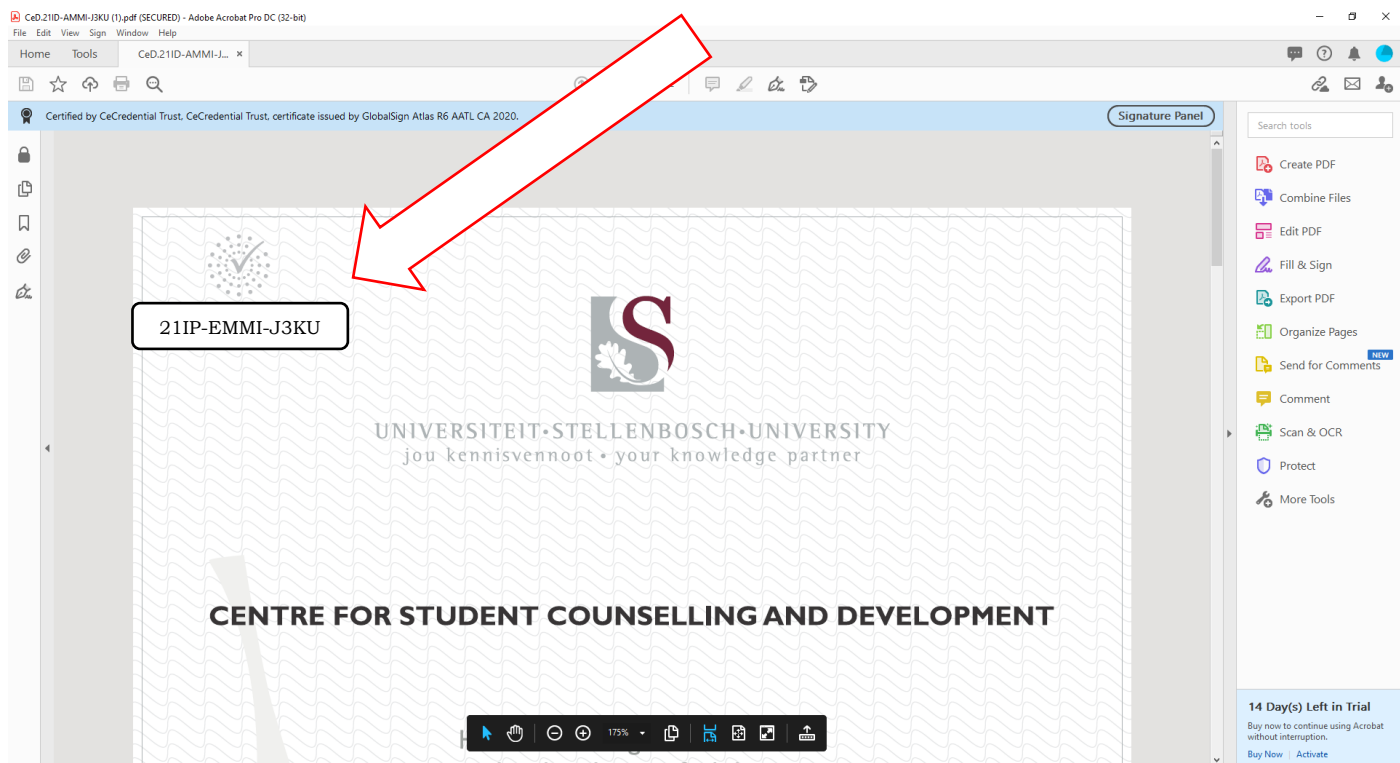 CeD.21ID-AMMI-J3KU (1).pdf (SECURED) - Adobe Acrobat Pro DC (32-bit)
File Edit View Sign Window Help
Home Tools CeD.21ID-AMMI-J... ×
Certified by CeCredential Trust, CeCredential Trust, certificate issued by GlobalSign Atlas R6 AATL CA 2020.
Signature Panel
21IP-EMMI-J3KU
UNIVERSITEIT•STELLENBOSCH•UNIVERSITY
jou kennisvennoot • your knowledge partner
CENTRE FOR STUDENT COUNSELLING AND DEVELOPMENT
175%
Search tools
Create PDF
Combine Files
Edit PDF
Fill & Sign
Export PDF
Organize Pages
Send for Comments
NEW
Comment
Scan & OCR
Protect
More Tools
14 Day(s) Left in Trial
Buy now to continue using Acrobat
without interruption.
Buy Now Activate